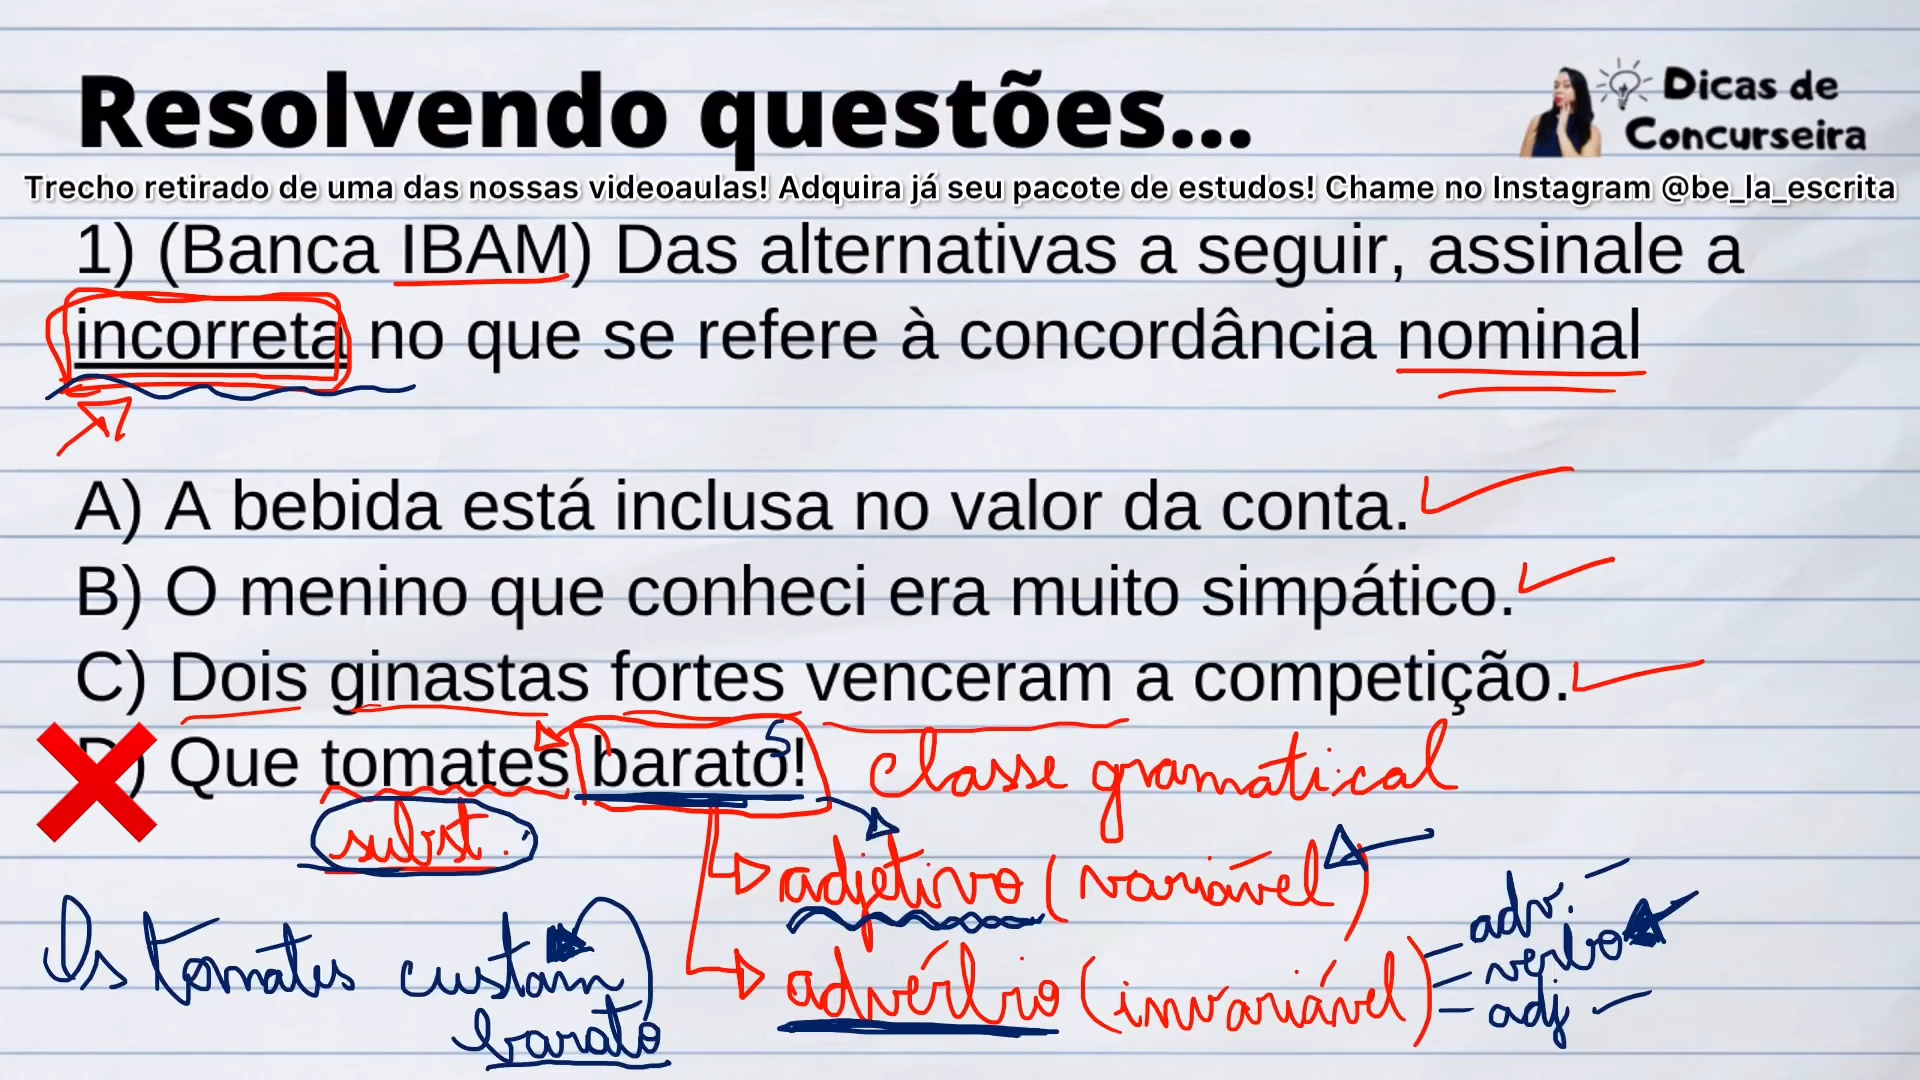 Resolvendo questões...
Dicas de
Concurseira
Trecho retirado de uma das nossas videoaulas! Adquira já seu pacote de estudos! Chame no Instagram @be_la_escrita
1) (Banca IBAM) Das alternativas a seguir, assinale a
incorreta no que se refere à concordância nominal
A) A bebida está inclusa no valor da conta.
B) O menino que conheci era muito simpático.
C) Dois ginastas fortes venceram a competição.
D) Que tomates barato! s classe gramatical
subst.
adjetivo (variável)
adv.
Os tomates custam
verbo
advérbio (invariável)
adj
barato